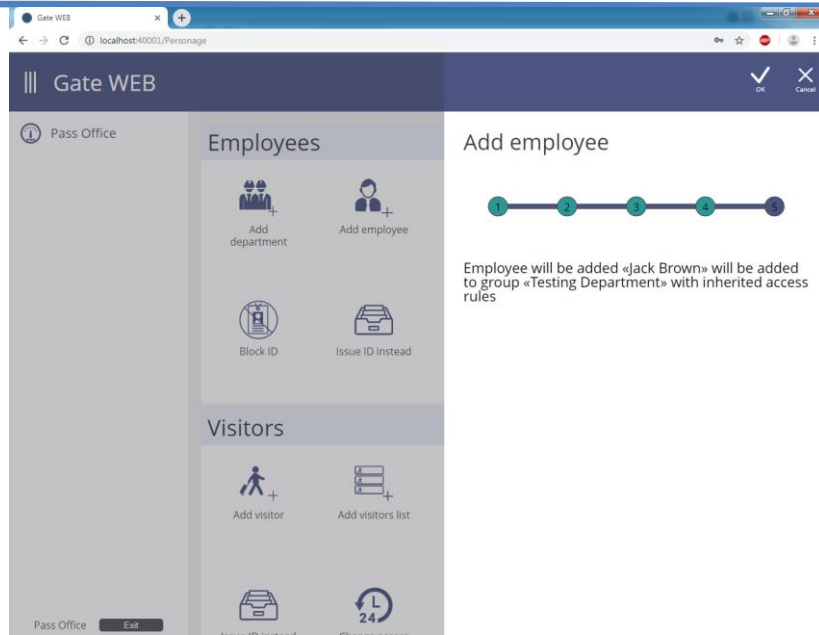 Gate WEB
localhost:40001/Personage
Gate WEB
OK
Cancel
Pass Office
Employees
Add
department
Add employee
Block ID
Issue ID instead
Visitors
Add visitor
Add visitors list
24
Pass Office
Exit
Add employee
1 2 3 4 5
Employee will be added «Jack Brown» will be added
to group «Testing Department» with inherited access
rules